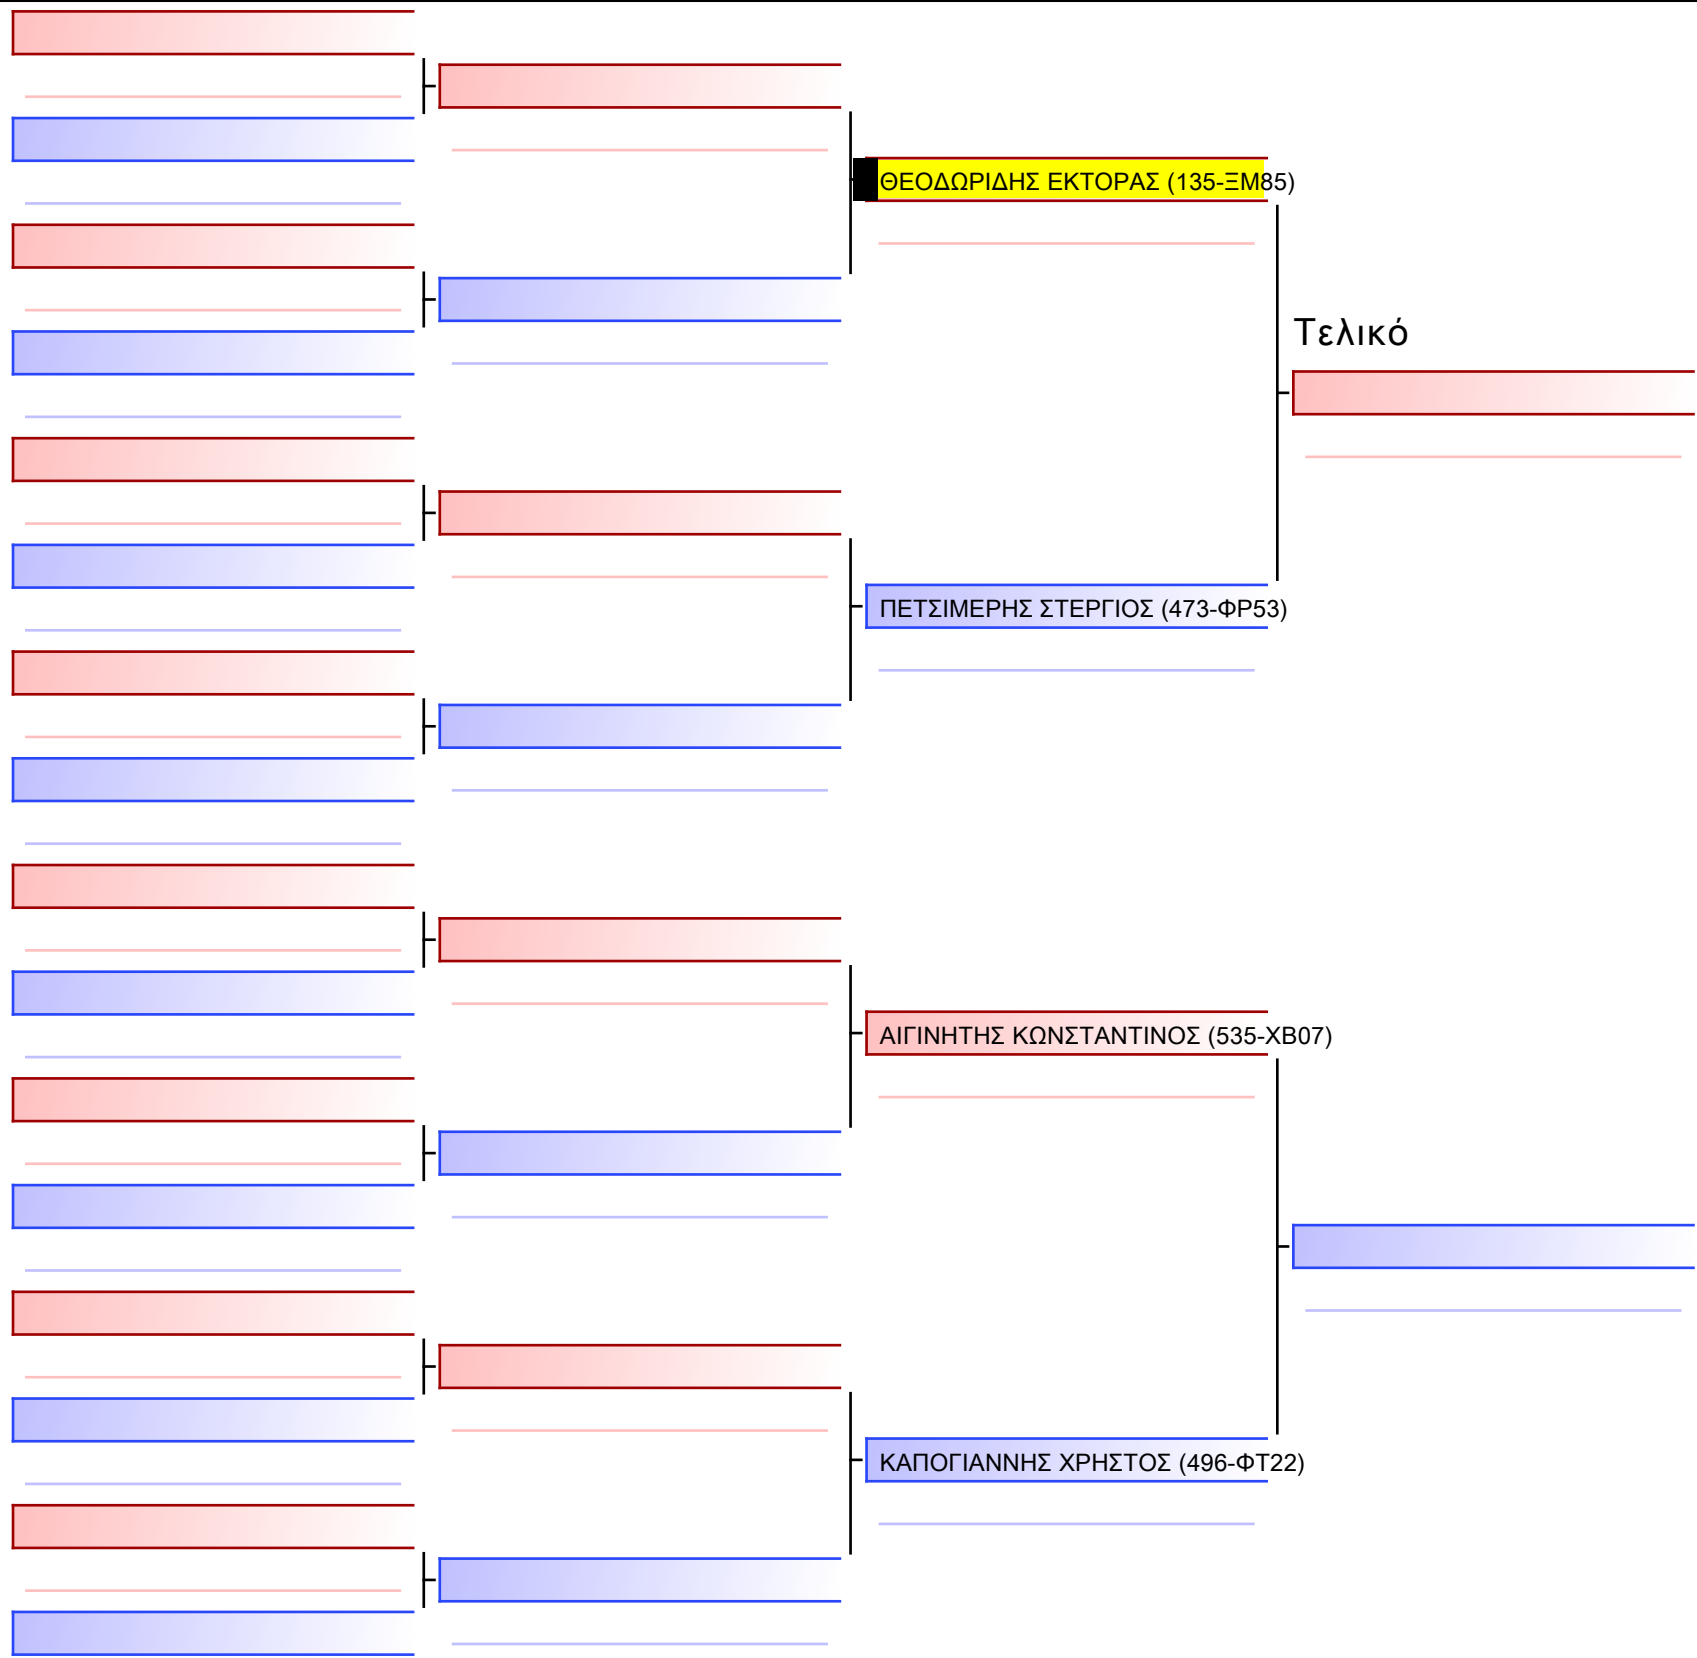 ΘΕΟΔΩΡΙΔΗΣ ΕΚΤΟΡΑΣ (135-ΞΜ85)
Τελικό
ΠΕΤΣΙΜΕΡΗΣ ΣΤΕΡΓΙΟΣ (473-ΦΡ53)
ΑΙΓΙΝΗΤΗΣ ΚΩΝΣΤΑΝΤΙΝΟΣ (535-ΧΒ07)
ΚΑΠΟΓΙΑΝΝΗΣ ΧΡΗΣΤΟΣ (496-ΦΤ22)